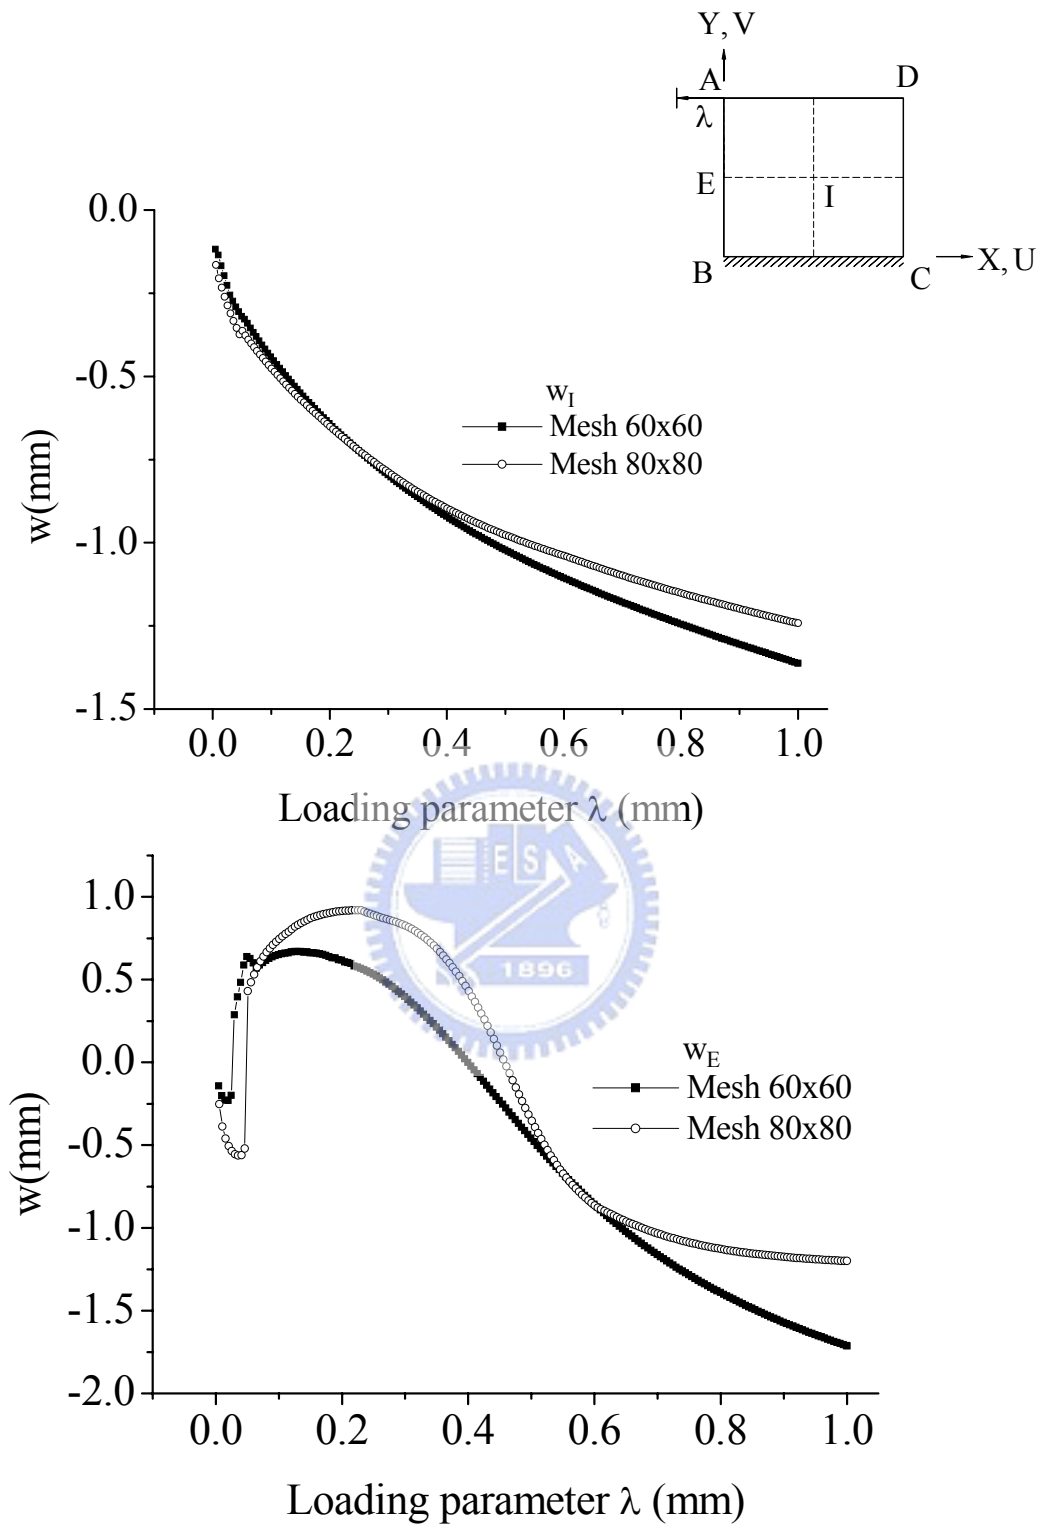 Y, V
A
D
λ
E
I
B
C
X, U
0.0
-0.5
-1.0
-1.5
w(mm)
w_I
Mesh 60x60
Mesh 80x80
0.0 0.2 0.4 0.6 0.8 1.0
Loading parameter λ (mm)
E S A
1896
1.0
0.5
0.0
-0.5
-1.0
-1.5
-2.0
w(mm)
w_E
Mesh 60x60
Mesh 80x80
0.0 0.2 0.4 0.6 0.8 1.0
Loading parameter λ (mm)